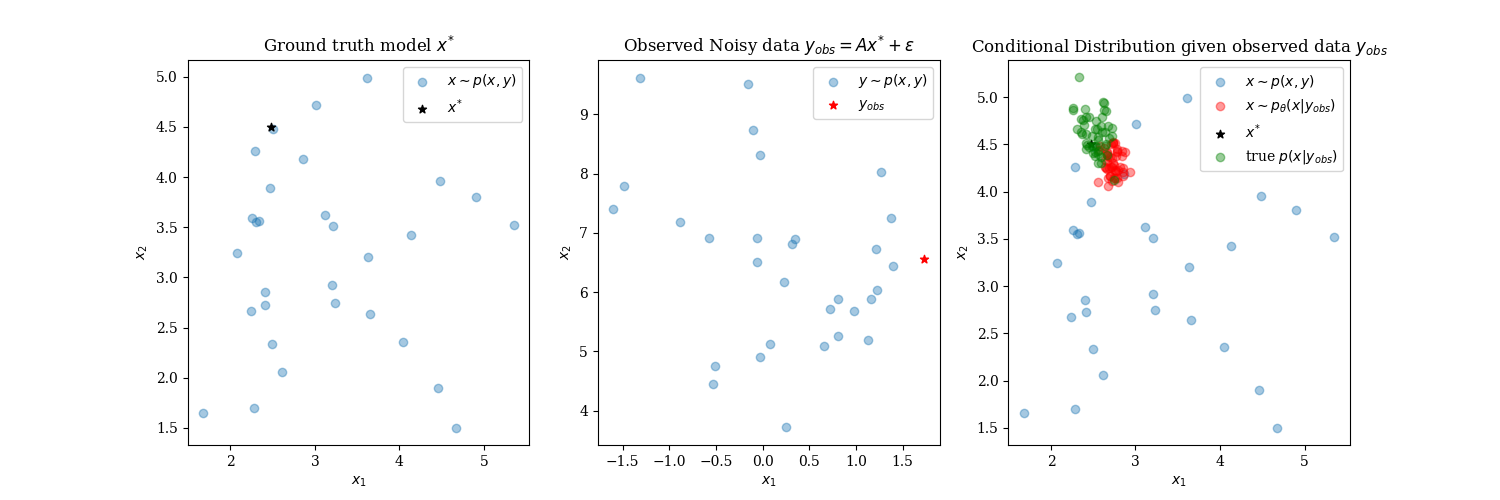 Ground truth model x*
5.0
4.5
4.0
3.5
3.0
2.5
2.0
1.5
2
3
4
5
x₁
x₂
x ~ p(x, y)
x*
Observed Noisy data y_obs = Ax* + ε
9
8
7
6
5
4
−1.5
−1.0
−0.5
0.0
0.5
1.0
1.5
x₁
x₂
y ~ p(x, y)
y_obs
Conditional Distribution given observed data y_obs
5.0
4.5
4.0
3.5
3.0
2.5
2.0
1.5
2
3
4
5
x₁
x₂
x ~ p(x, y)
x ~ p_θ(x|y_obs)
x*
true p(x|y_obs)